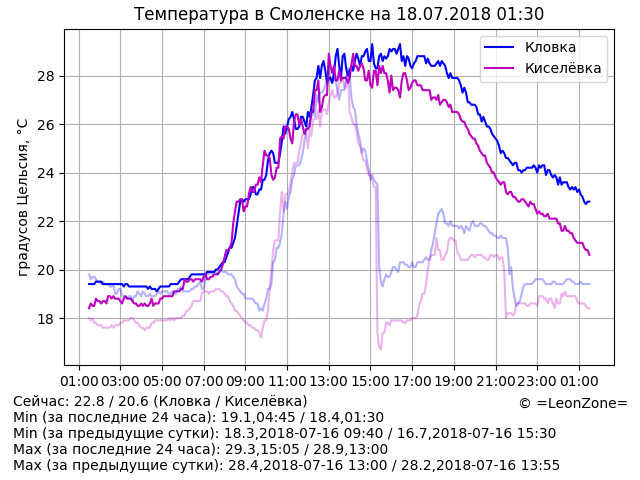 Температура в Смоленске на 18.07.2018 01:30
градусов Цельсия, °C
28
26
24
22
20
18
Кловка
Киселёвка
01:00 03:00 05:00 07:00 09:00 11:00 13:00 15:00 17:00 19:00 21:00 23:00 01:00
Сейчас: 22.8 / 20.6 (Кловка / Киселёвка)
© =LeonZone=
Min (за последние 24 часа): 19.1,04:45 / 18.4,01:30
Min (за предыдущие сутки): 18.3,2018-07-16 09:40 / 16.7,2018-07-16 15:30
Max (за последние 24 часа): 29.3,15:05 / 28.9,13:00
Max (за предыдущие сутки): 28.4,2018-07-16 13:00 / 28.2,2018-07-16 13:55